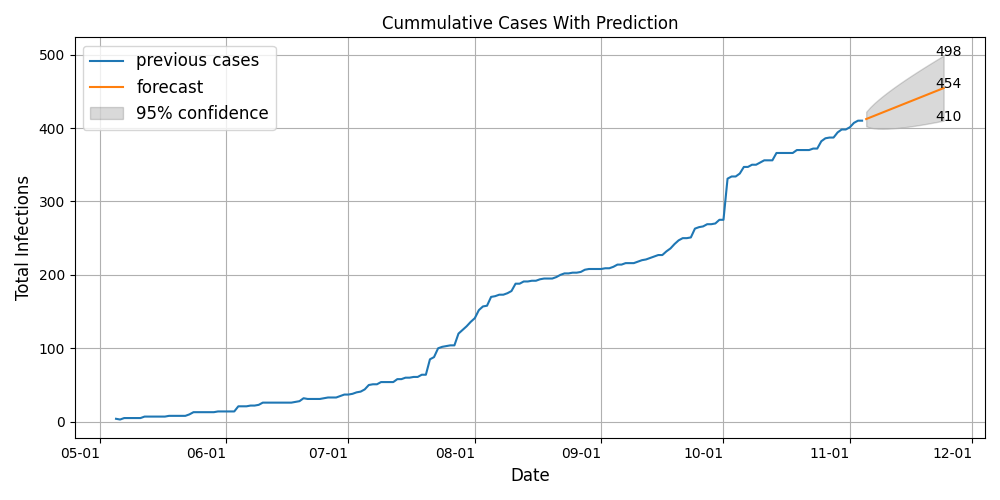 Cummulative Cases With Prediction
previous cases
forecast
95% confidence
498
454
410
Total Infections
500
400
300
200
100
0
05-01 06-01 07-01 08-01 09-01 10-01 11-01 12-01
Date